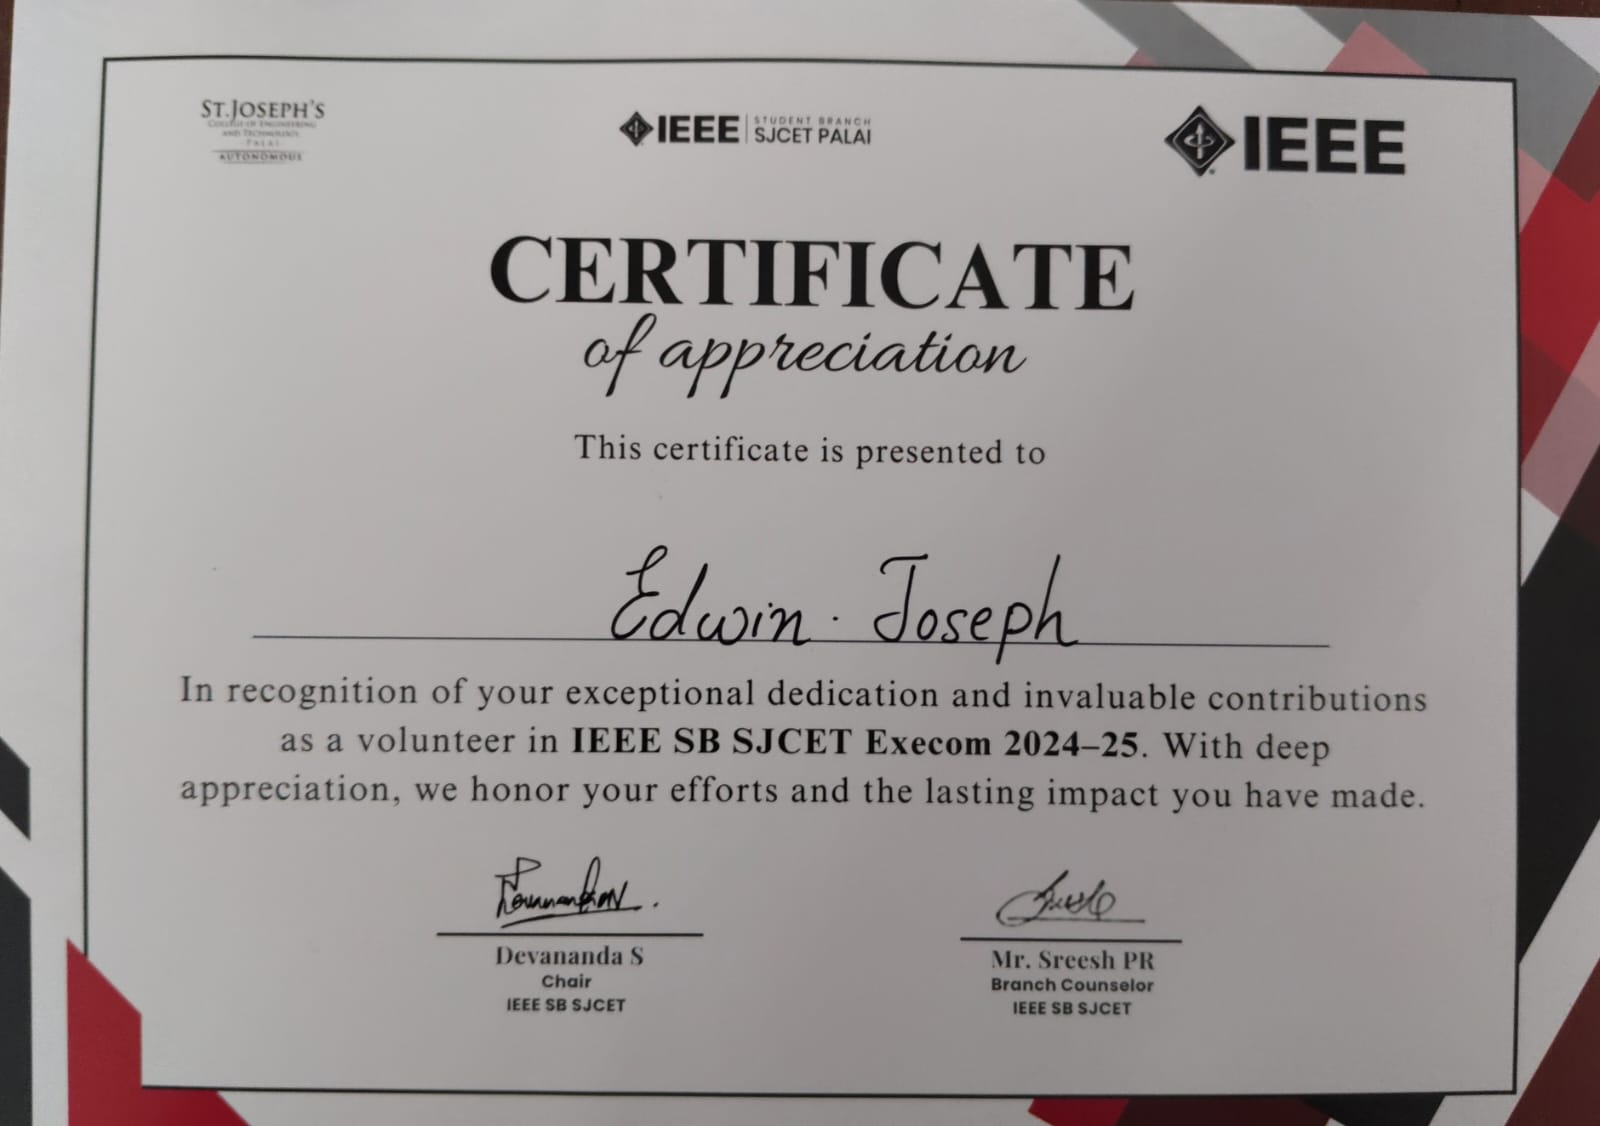 ST.JOSEPH'S
COLLEGE OF ENGINEERING
AND TECHNOLOGY
- PALAI -
AUTONOMOUS
IEEE STUDENT BRANCH
SJCET PALAI
IEEE
CERTIFICATE
of appreciation
This certificate is presented to
Edwin. Joseph
In recognition of your exceptional dedication and invaluable contributions
as a volunteer in IEEE SB SJCET Execom 2024–25. With deep
appreciation, we honor your efforts and the lasting impact you have made.
Devananda S
Chair
IEEE SB SJCET
Mr. Sreesh PR
Branch Counselor
IEEE SB SJCET